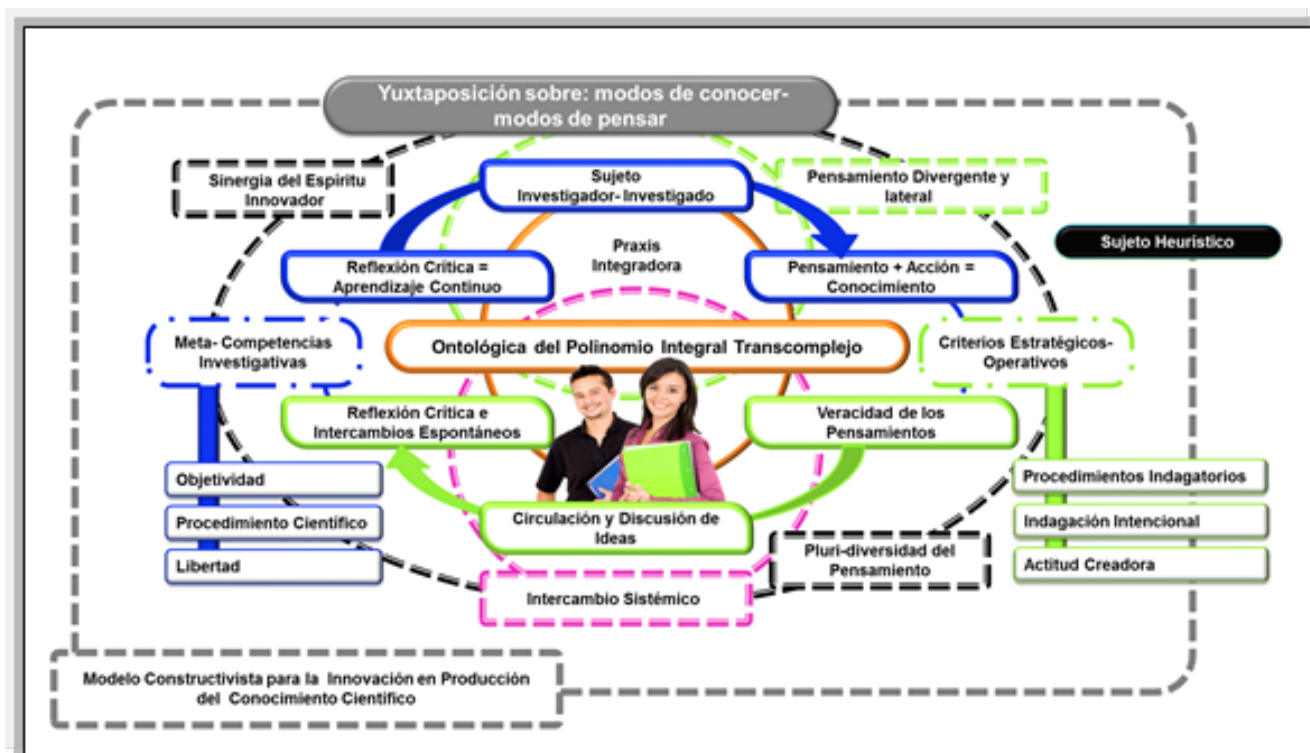 Yuxtaposición sobre: modos de conocer-
modos de pensar
Sinergia del Espíritu
Innovador
Sujeto
Investigador- Investigado
Pensamiento Divergente y
lateral
Sujeto Heurístico
Praxis
Integradora
Reflexión Crítica =
Aprendizaje Continuo
Pensamiento + Acción =
Conocimiento
Meta- Competencias
Investigativas
Ontológica del Polinomio Integral Transcomplejo
Criterios Estratégicos-
Operativos
Reflexión Crítica e
Intercambios Espontáneos
Veracidad de los
Pensamientos
Objetividad
Procedimiento Científico
Libertad
Circulación y Discusión de
Ideas
Procedimientos Indagatorios
Indagación Intencional
Actitud Creadora
Pluri-diversidad del
Pensamiento
Intercambio Sistémico
Modelo Constructivista para la Innovación en Producción
del Conocimiento Científico